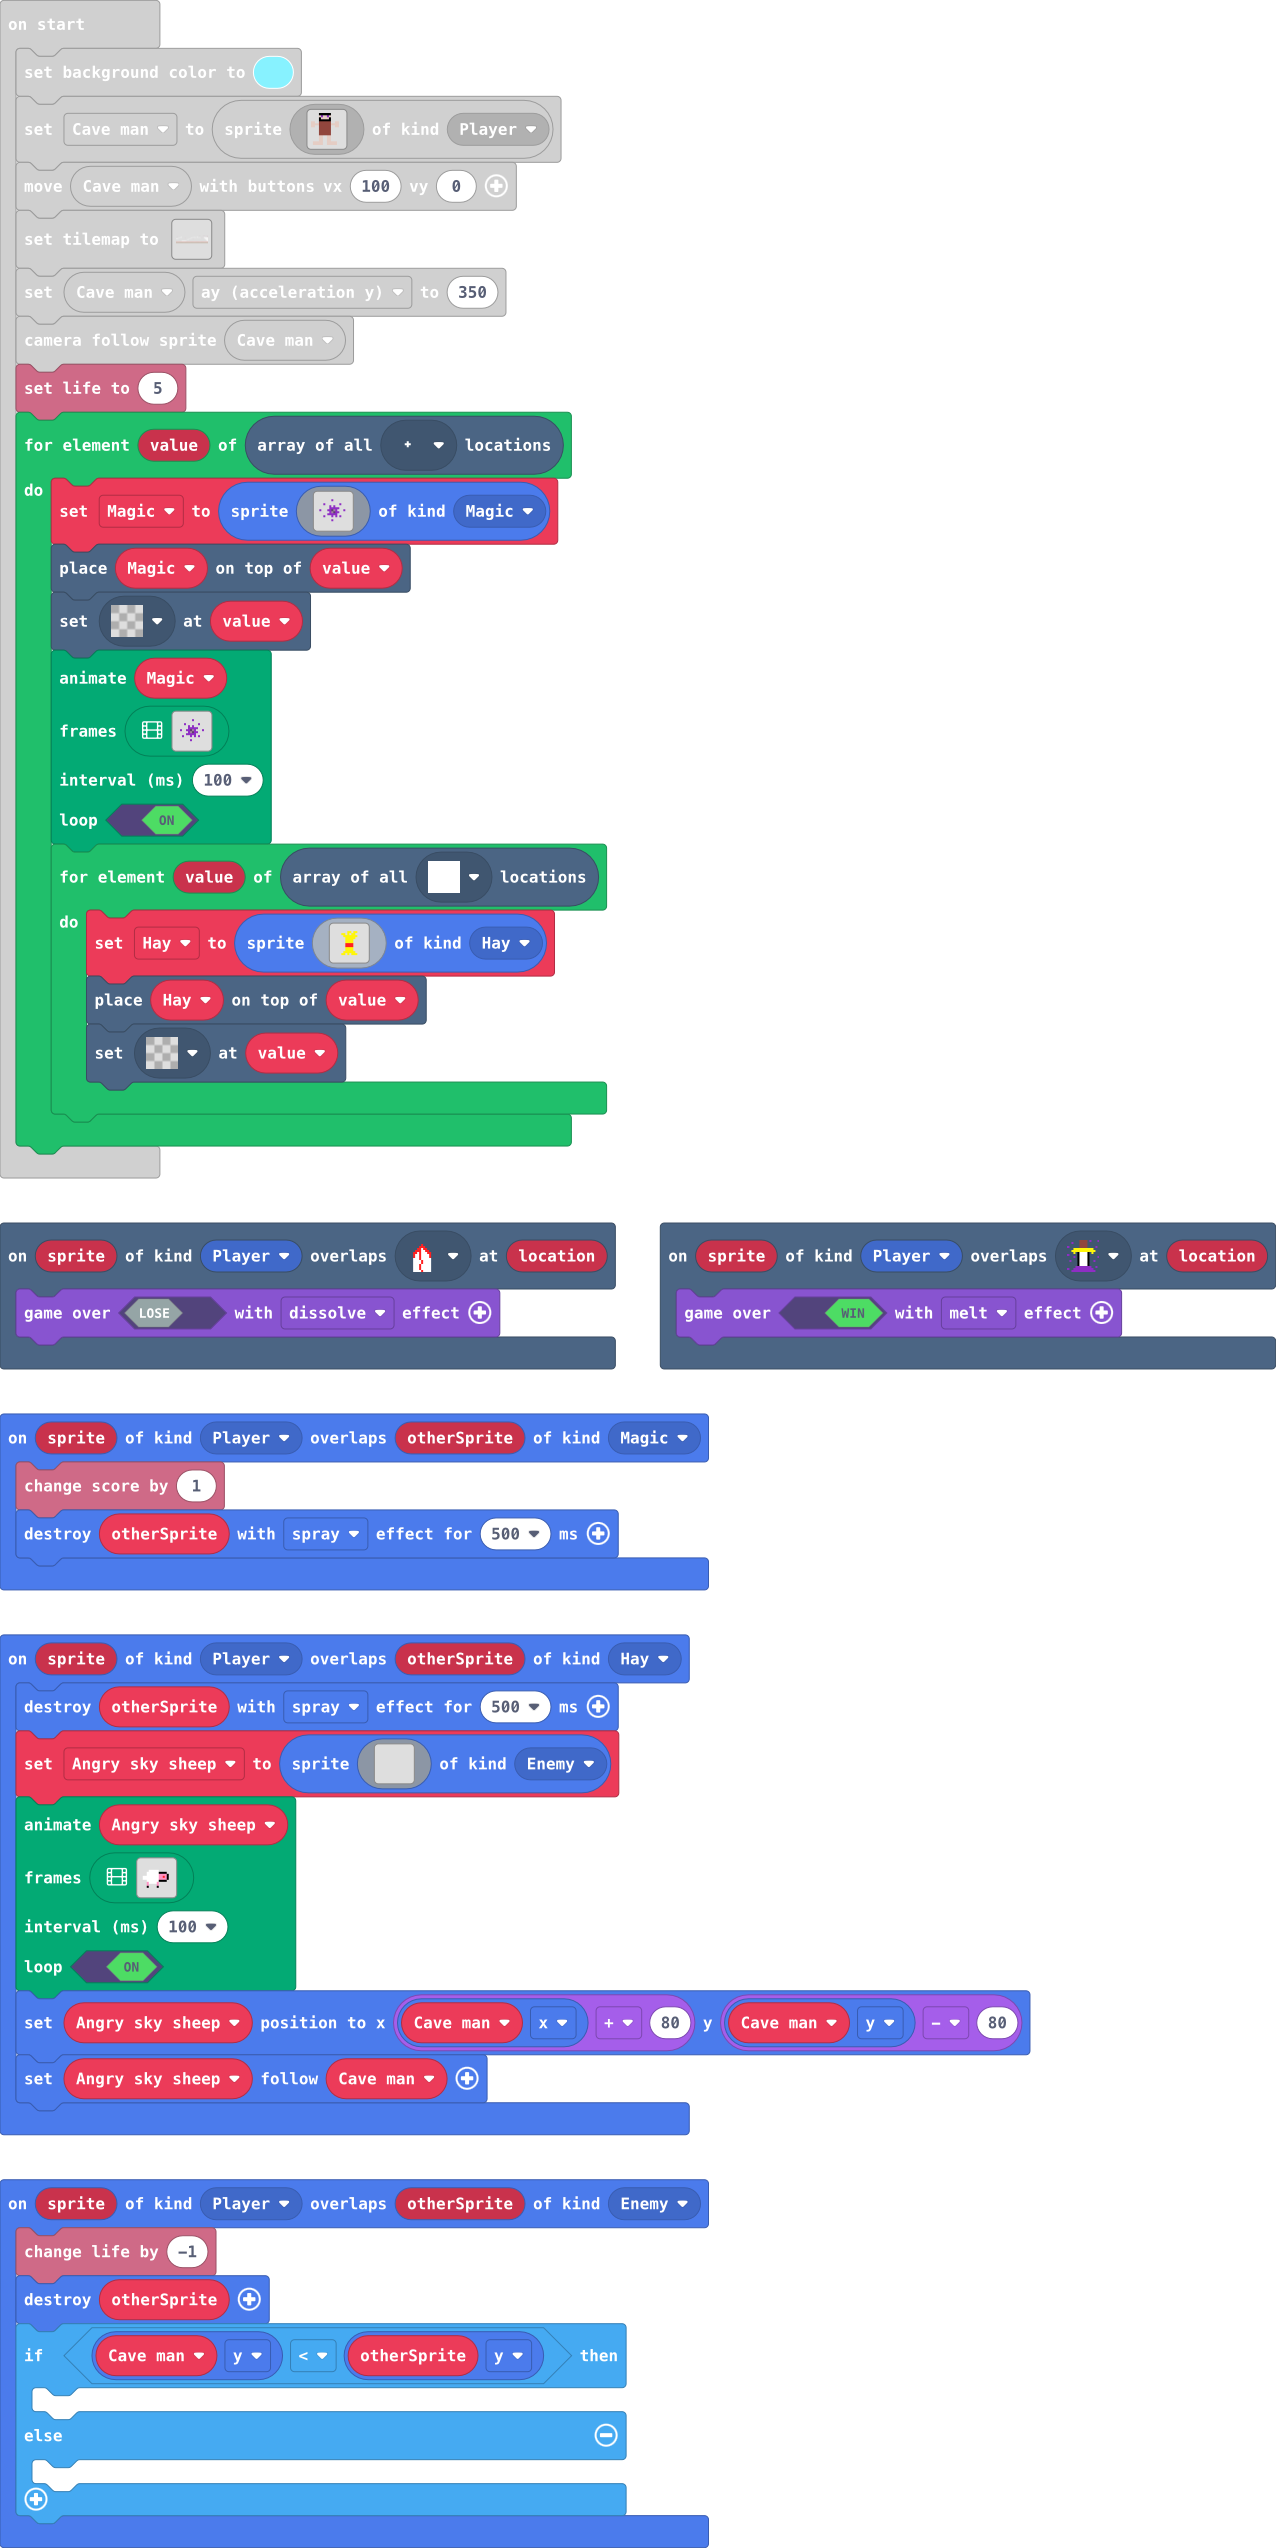 on start
set background color to
set Cave man to sprite of kind Player
move Cave man with buttons vx 100 vy 0
set tilemap to
set Cave man ay (acceleration y) to 350
camera follow sprite Cave man
set life to 5
for element value of array of all locations
do
set Magic to sprite of kind Magic
place Magic on top of value
set at value
animate Magic
frames
interval (ms) 100
loop ON
for element value of array of all locations
do
set Hay to sprite of kind Hay
place Hay on top of value
set at value
on sprite of kind Player overlaps at location
game over LOSE with dissolve effect
on sprite of kind Player overlaps at location
game over WIN with melt effect
on sprite of kind Player overlaps otherSprite of kind Magic
change score by 1
destroy otherSprite with spray effect for 500 ms
on sprite of kind Player overlaps otherSprite of kind Hay
destroy otherSprite with spray effect for 500 ms
set Angry sky sheep to sprite of kind Enemy
animate Angry sky sheep
frames
interval (ms) 100
loop ON
set Angry sky sheep position to x Cave man x + 80 y Cave man y - 80
set Angry sky sheep follow Cave man
on sprite of kind Player overlaps otherSprite of kind Enemy
change life by -1
destroy otherSprite
if Cave man y < otherSprite y then
else